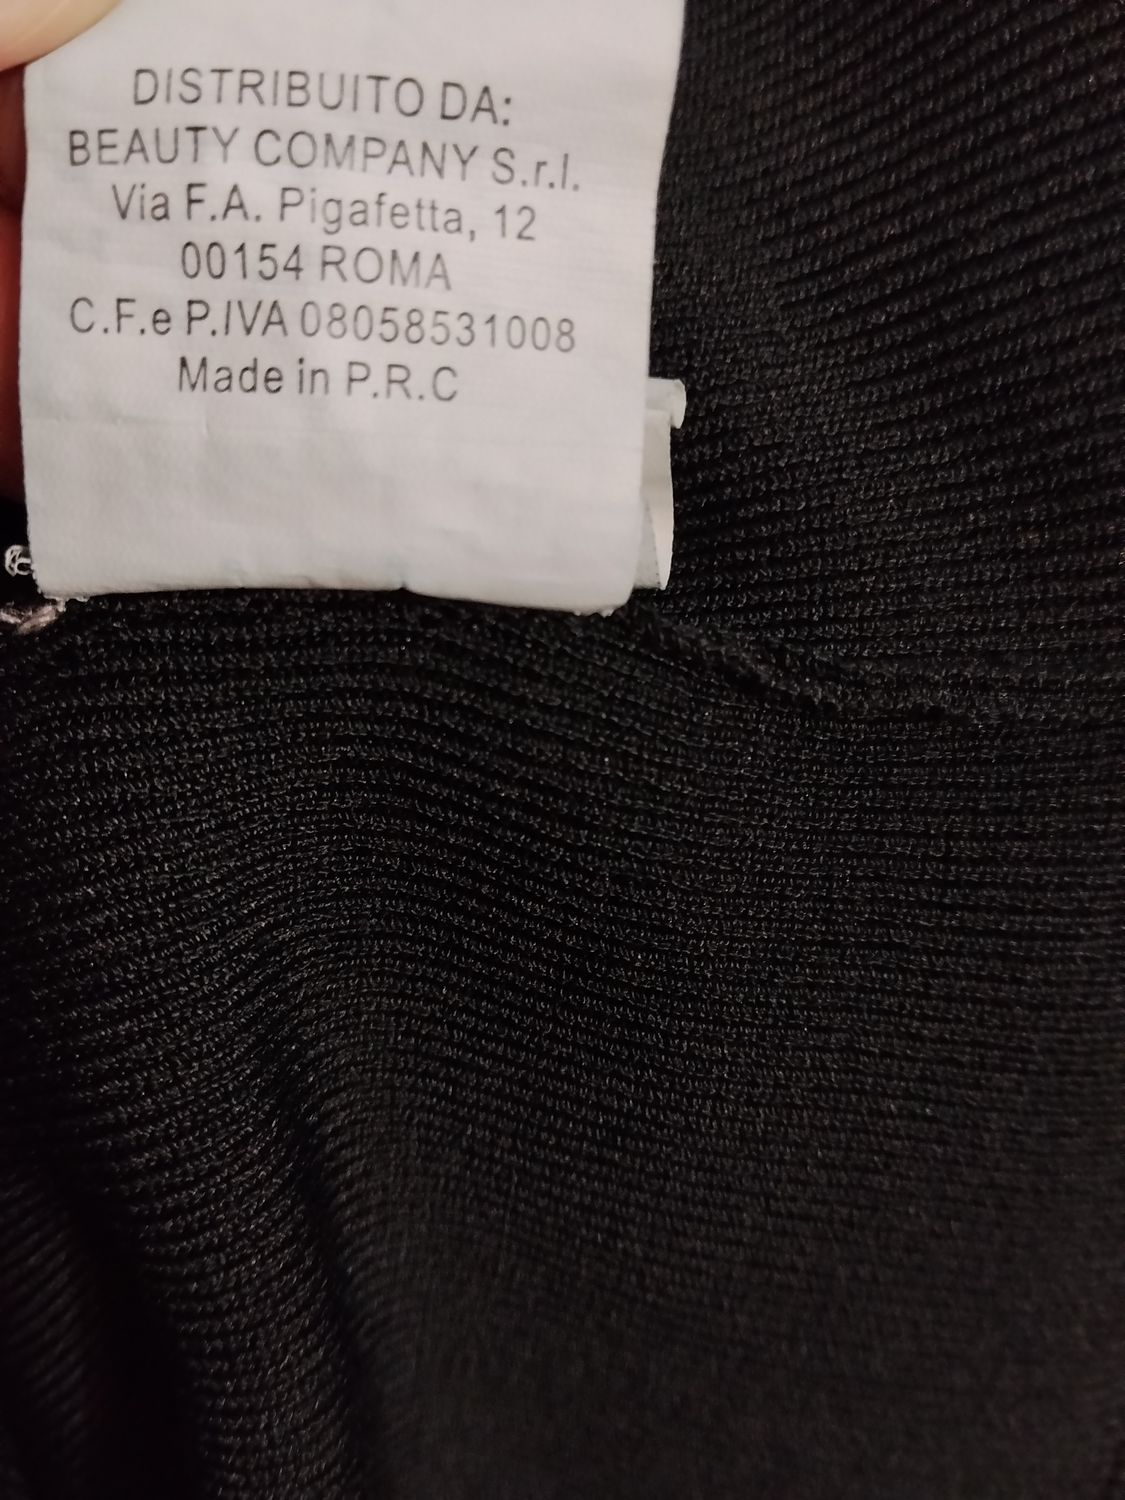 DISTRIBUITO DA:
BEAUTY COMPANY S.r.l.
Via F.A. Pigafetta, 12
00154 ROMA
C.F.e P.IVA 08058531008
Made in P.R.C